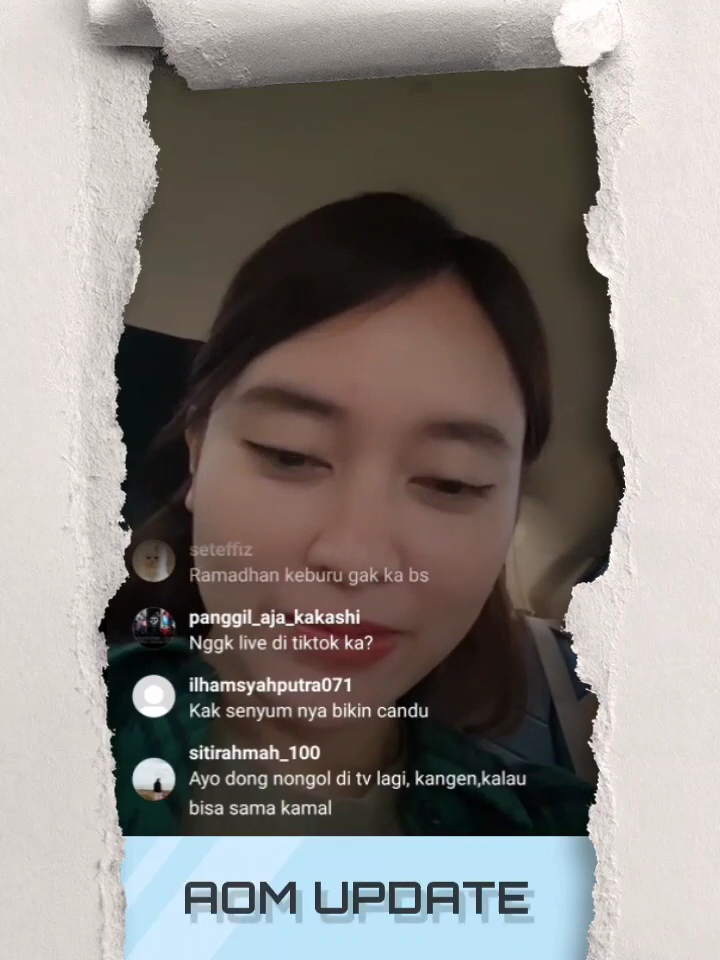 seteffiz
Ramadhan keburu gak ka bs
panggil_aja_kakashi
Nggk live di tiktok ka?
ilhamsyahputra071
Kak senyum nya bikin candu
sitirahmah_100
Ayo dong nongol di tv lagi, kangen,kalau
bisa sama kamal
AOM UPDATE